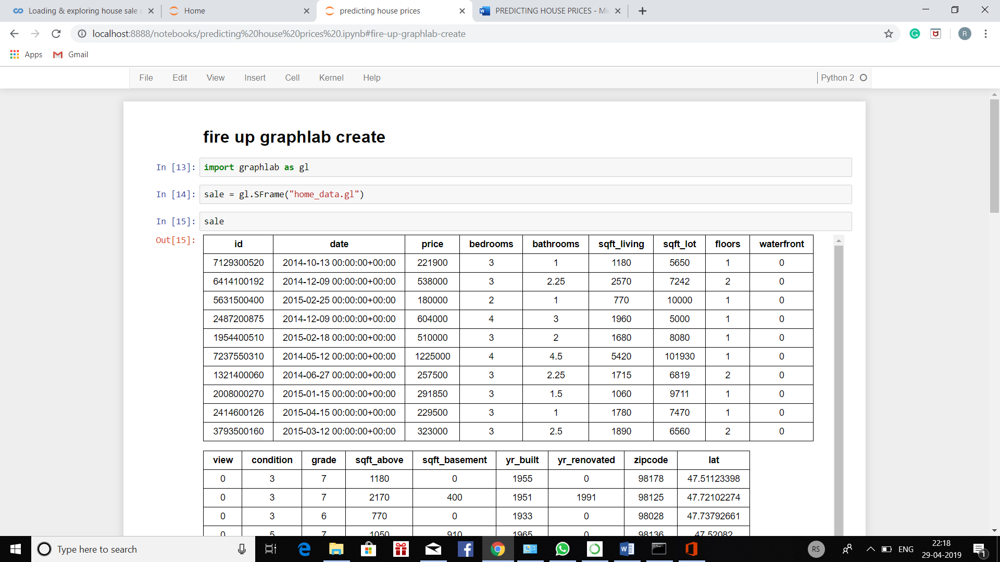 Loading & exploring house sale
Home
predicting house prices
PREDICTING HOUSE PRICES - Mi
localhost:8888/notebooks/predicting%20house%20prices%20.ipynb#fire-up-graphlab-create
R
Apps
Gmail
File Edit View Insert Cell Kernel Help
Python 2
fire up graphlab create
In [13]: import graphlab as gl
In [14]: sale = gl.SFrame("home_data.gl")
In [15]: sale
Out[15]:
id date price bedrooms bathrooms sqft_living sqft_lot floors waterfront
7129300520 2014-10-13 00:00:00+00:00 221900 3 1 1180 5650 1 0
6414100192 2014-12-09 00:00:00+00:00 538000 3 2.25 2570 7242 2 0
5631500400 2015-02-25 00:00:00+00:00 180000 2 1 770 10000 1 0
2487200875 2014-12-09 00:00:00+00:00 604000 4 3 1960 5000 1 0
1954400510 2015-02-18 00:00:00+00:00 510000 3 2 1680 8080 1 0
7237550310 2014-05-12 00:00:00+00:00 1225000 4 4.5 5420 101930 1 0
1321400060 2014-06-27 00:00:00+00:00 257500 3 2.25 1715 6819 2 0
2008000270 2015-01-15 00:00:00+00:00 291850 3 1.5 1060 9711 1 0
2414600126 2015-04-15 00:00:00+00:00 229500 3 1 1780 7470 1 0
3793500160 2015-03-12 00:00:00+00:00 323000 3 2.5 1890 6560 2 0
view condition grade sqft_above sqft_basement yr_built yr_renovated zipcode lat
0 3 7 1180 0 1955 0 98178 47.51123398
0 3 7 2170 400 1951 1991 98125 47.72102274
0 3 6 770 0 1933 0 98028 47.73792661
0 5 7 1050 910 1965 0 98136 47.52082
Type here to search
RS
ENG
22:18
29-04-2019
1